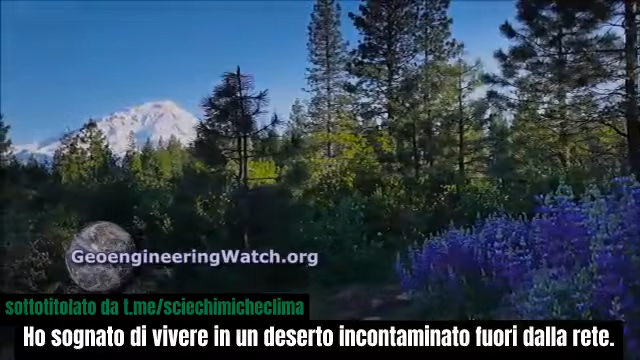 GeoengineeringWatch.org
sottotitolato da t.me/sciechimicheclima
Ho sognato di vivere in un deserto incontaminato fuori dalla rete.